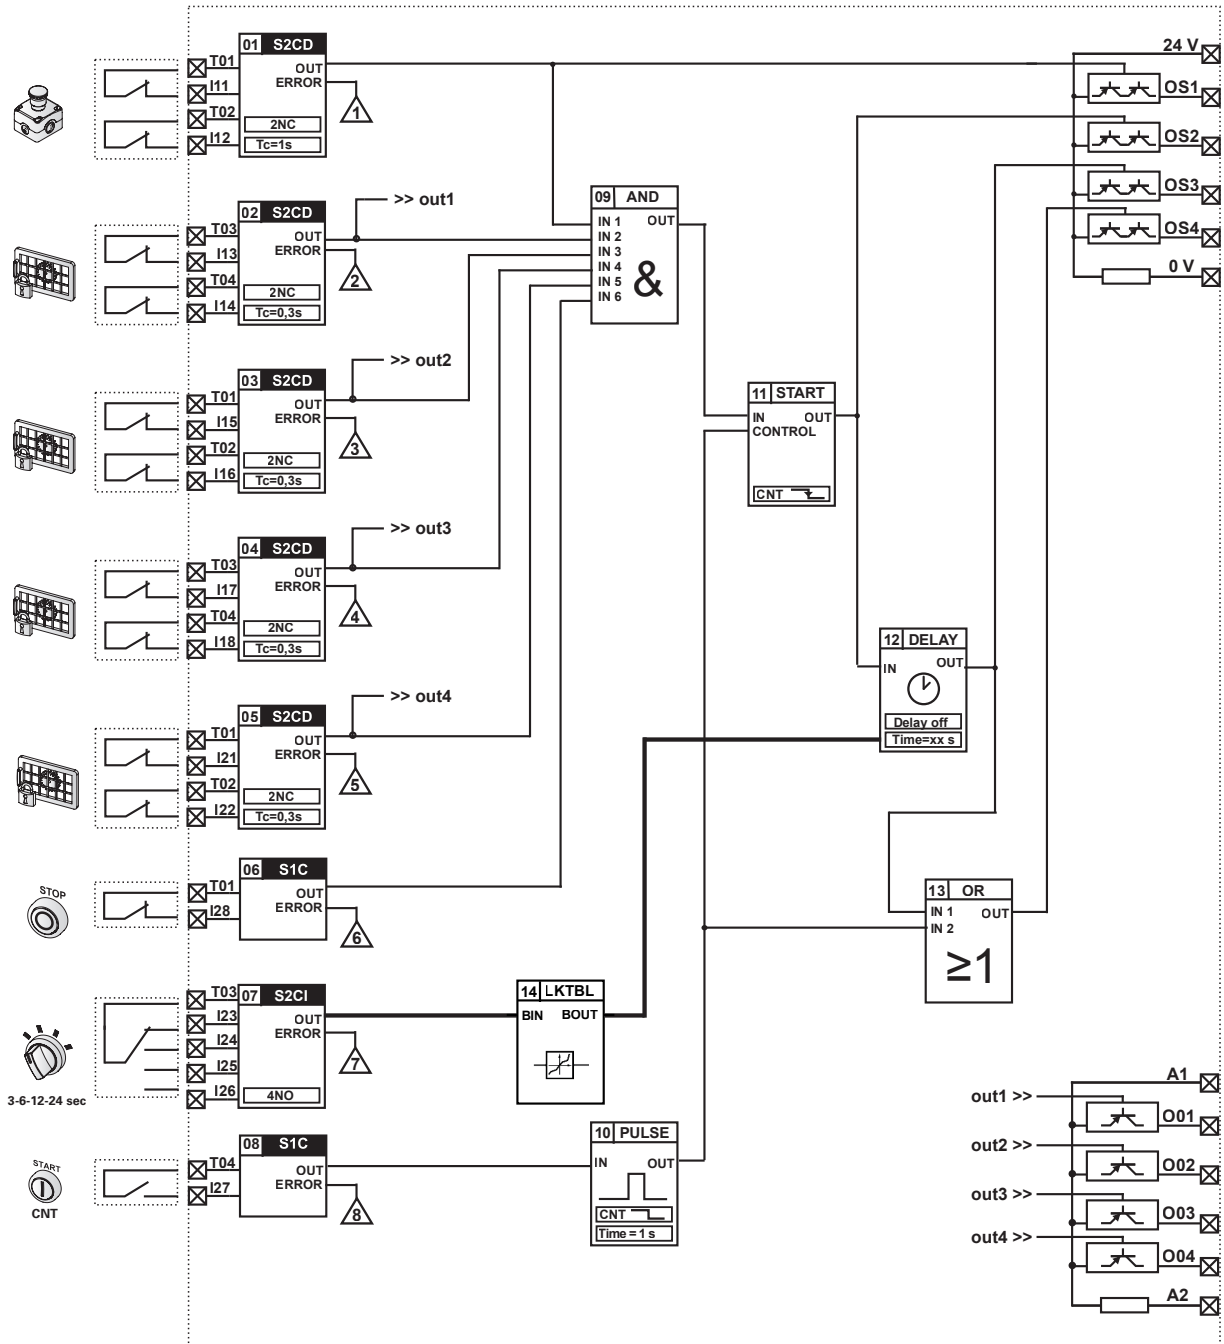 01 S2CD
T01
OUT
ERROR
I11
1
T02
2NC
I12
Tc=1s
24 V
OS1
OS2
OS3
OS4
0 V
>> out1
02 S2CD
T03
OUT
ERROR
I13
2
T04
2NC
I14
Tc=0,3s
09 AND
IN 1 OUT
IN 2
IN 3
IN 4
IN 5
IN 6
&
>> out2
03 S2CD
T01
OUT
ERROR
I15
3
T02
2NC
I16
Tc=0,3s
11 START
IN OUT
CONTROL
CNT
>> out3
04 S2CD
T03
OUT
ERROR
I17
4
T04
2NC
I18
Tc=0,3s
12 DELAY
IN OUT
Delay off
Time=xx s
>> out4
05 S2CD
T01
OUT
ERROR
I21
5
T02
2NC
I22
Tc=0,3s
STOP
06 S1C
T01
OUT
ERROR
I28
6
13 OR
IN 1 OUT
IN 2
≥1
3-6-12-24 sec
07 S2CI
T03
OUT
ERROR
I23
I24
7
I25
I26
4NO
14 LKTBL
BIN BOUT
START
CNT
08 S1C
T04
OUT
ERROR
I27
8
10 PULSE
IN OUT
CNT
Time = 1 s
A1
out1 >>
O01
out2 >>
O02
out3 >>
O03
out4 >>
O04
A2